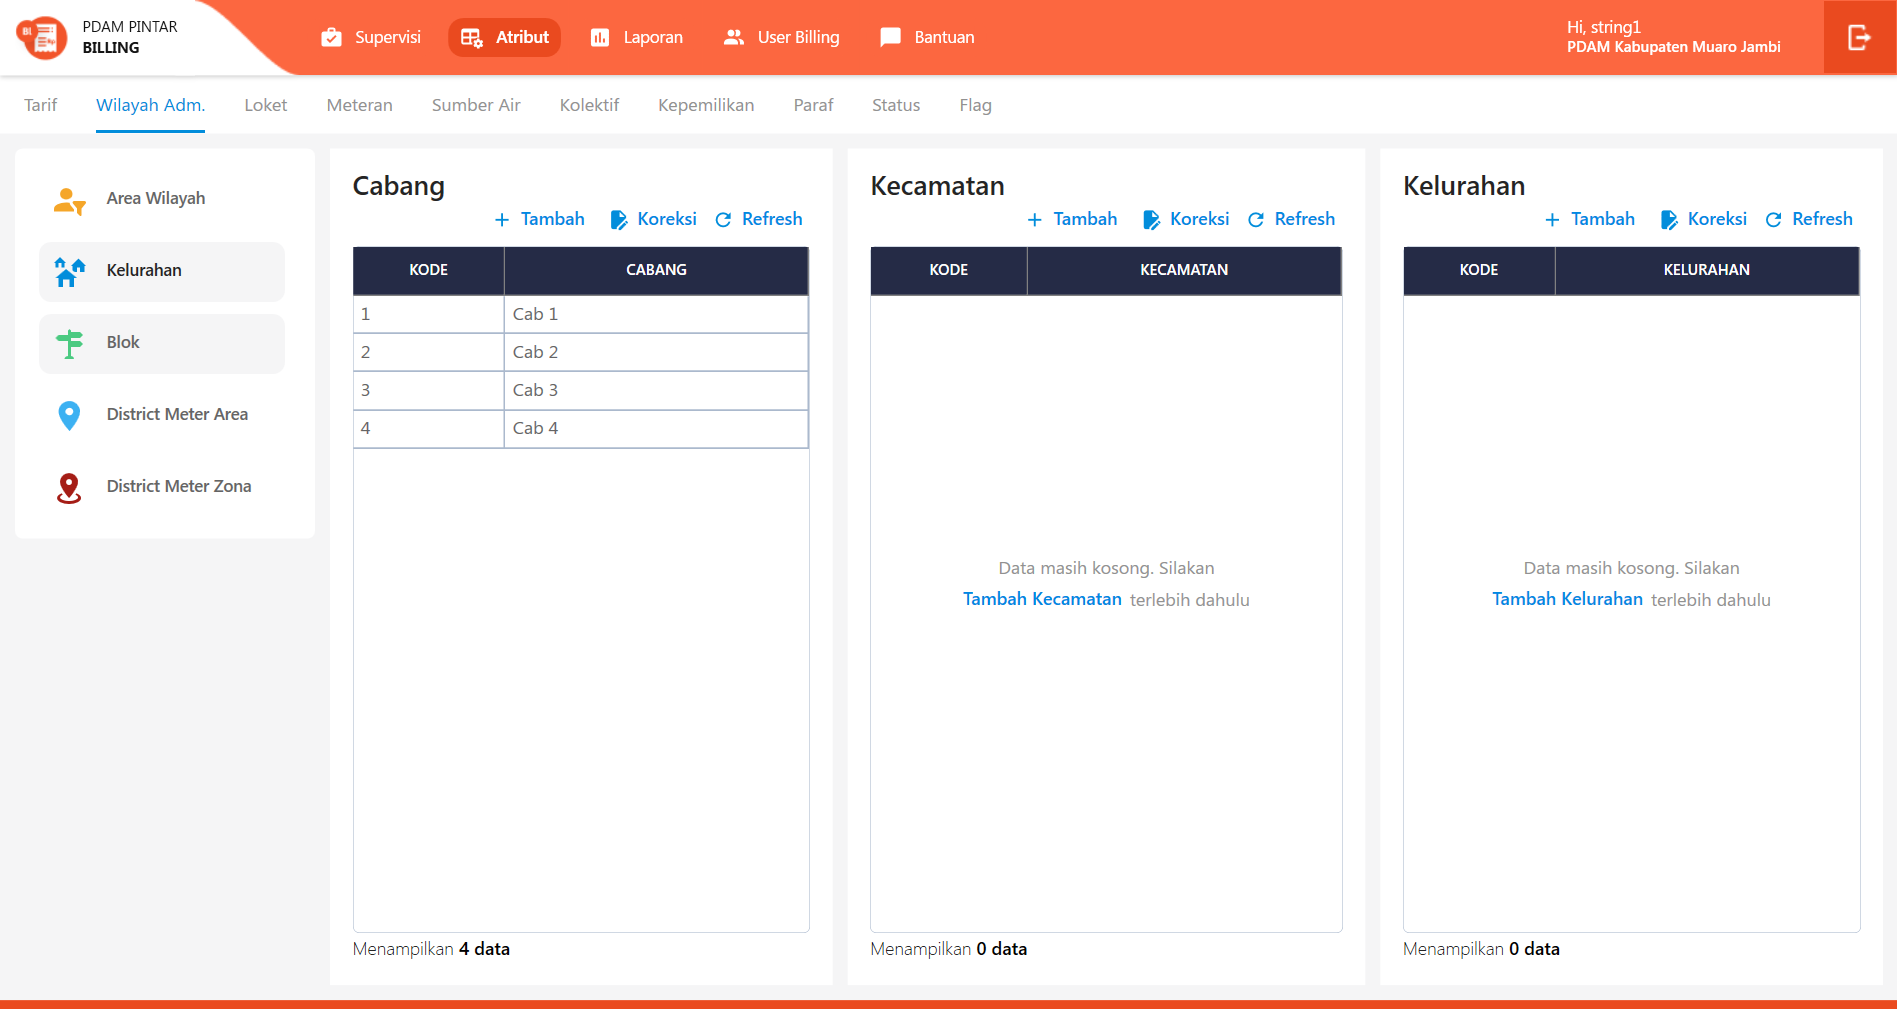 PDAM PINTAR
BILLING
Supervisi
Atribut
Laporan
User Billing
Bantuan
Hi, string1
PDAM Kabupaten Muaro Jambi
Tarif
Wilayah Adm.
Loket
Meteran
Sumber Air
Kolektif
Kepemilikan
Paraf
Status
Flag
Area Wilayah
Kelurahan
Blok
District Meter Area
District Meter Zona
Cabang
+ Tambah
Koreksi
Refresh
KODE CABANG
1 Cab 1
2 Cab 2
3 Cab 3
4 Cab 4
Menampilkan 4 data
Kecamatan
+ Tambah
Koreksi
Refresh
KODE KECAMATAN
Data masih kosong. Silakan
Tambah Kecamatan terlebih dahulu
Menampilkan 0 data
Kelurahan
+ Tambah
Koreksi
Refresh
KODE KELURAHAN
Data masih kosong. Silakan
Tambah Kelurahan terlebih dahulu
Menampilkan 0 data